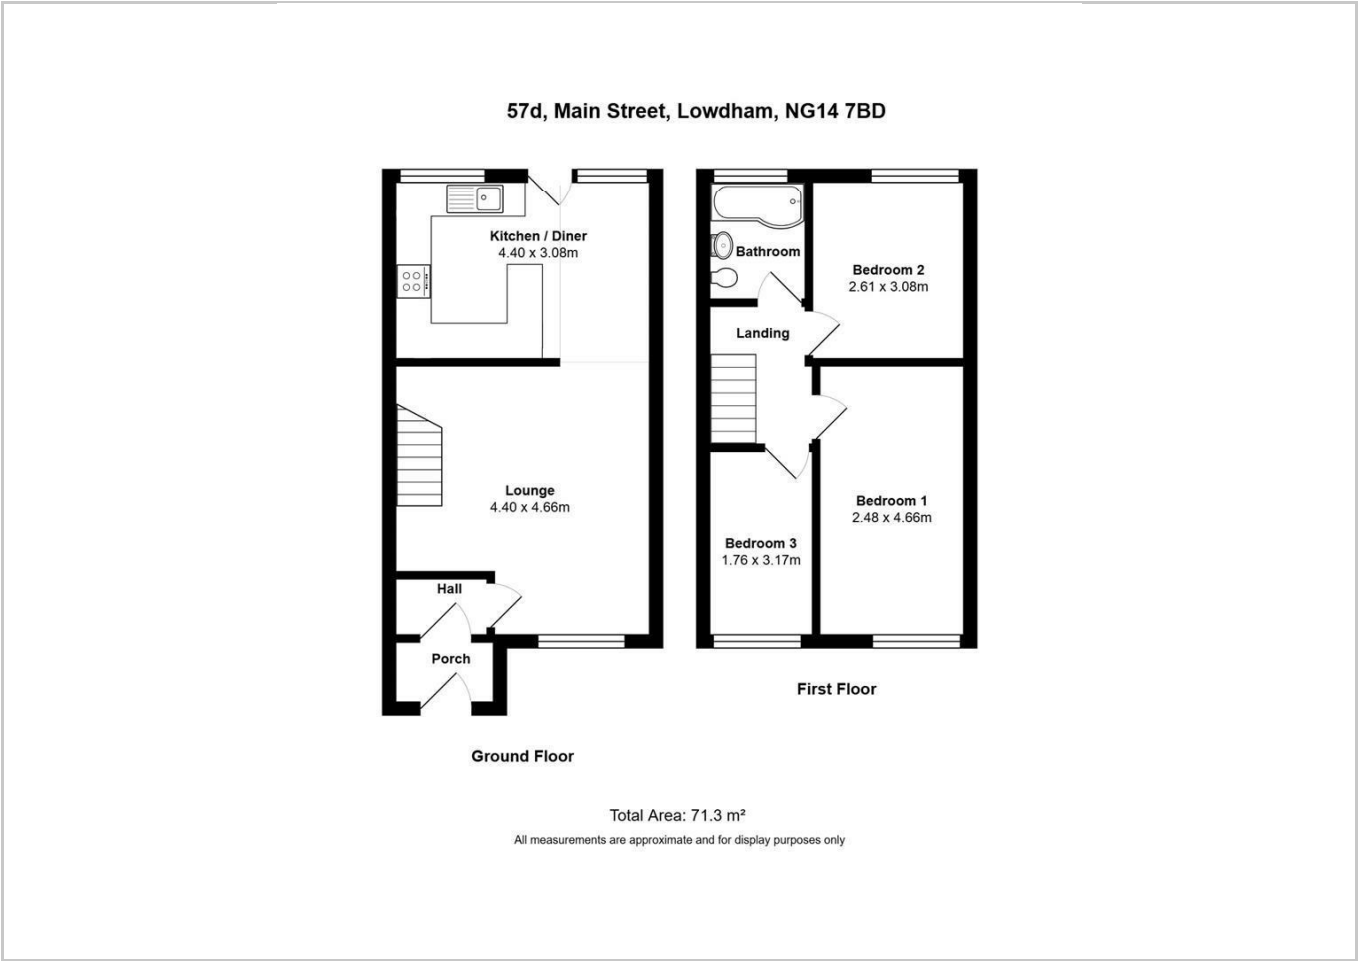 57d, Main Street, Lowdham, NG14 7BD
Kitchen / Diner
4.40 x 3.08m
Lounge
4.40 x 4.66m
Hall
Porch
Ground Floor
Bathroom
Bedroom 2
2.61 x 3.08m
Landing
Bedroom 1
2.48 x 4.66m
Bedroom 3
1.76 x 3.17m
First Floor
Total Area: 71.3 m²
All measurements are approximate and for display purposes only